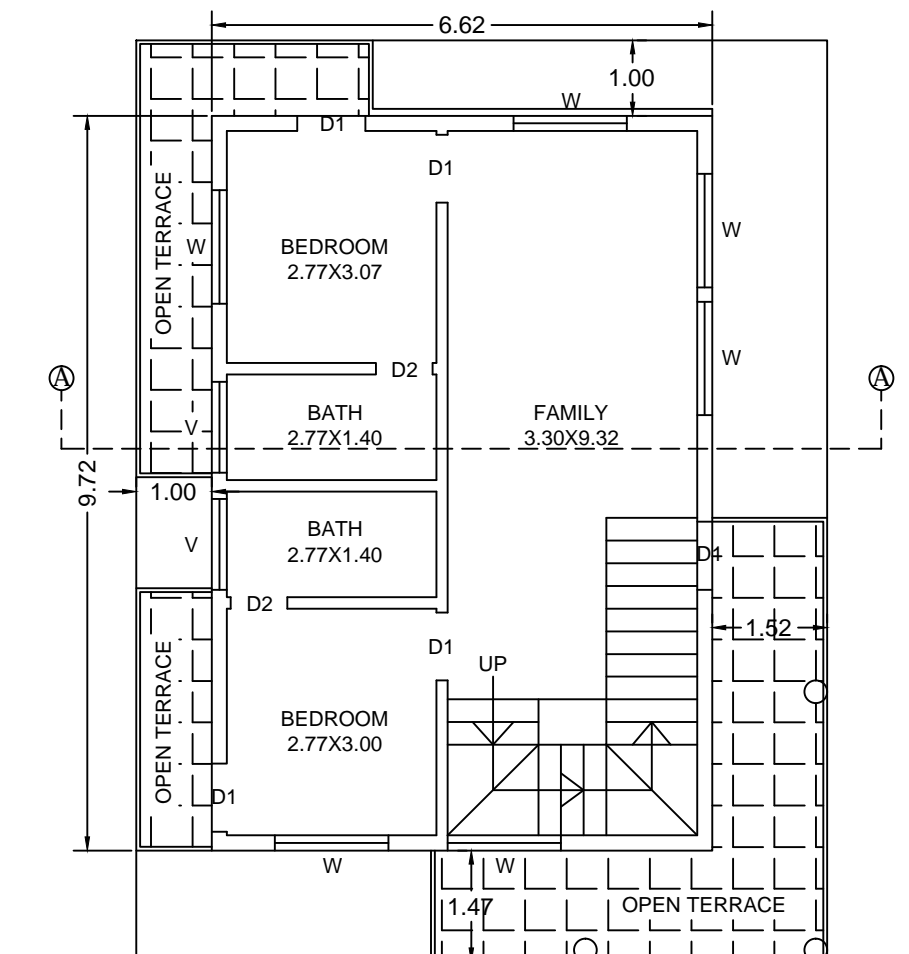 6.62
1.00
W
D1
D1
OPEN TERRACE
W
BEDROOM
2.77X3.07
W
W
D2
A
A
BATH
2.77X1.40
FAMILY
3.30X9.32
V
9.72
1.00
BATH
2.77X1.40
V
D1
D2
1.52
D1
UP
OPEN TERRACE
BEDROOM
2.77X3.00
D1
W
W
1.47
OPEN TERRACE